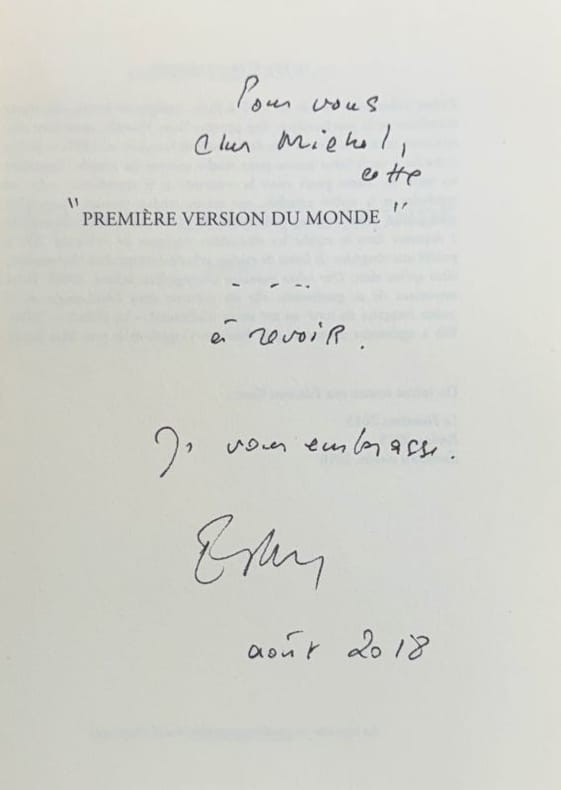 Pour vous
Cher Michel,
cette
"PREMIÈRE VERSION DU MONDE"
. - - ..
à revoir.
Je vous embrasse.
août 2018